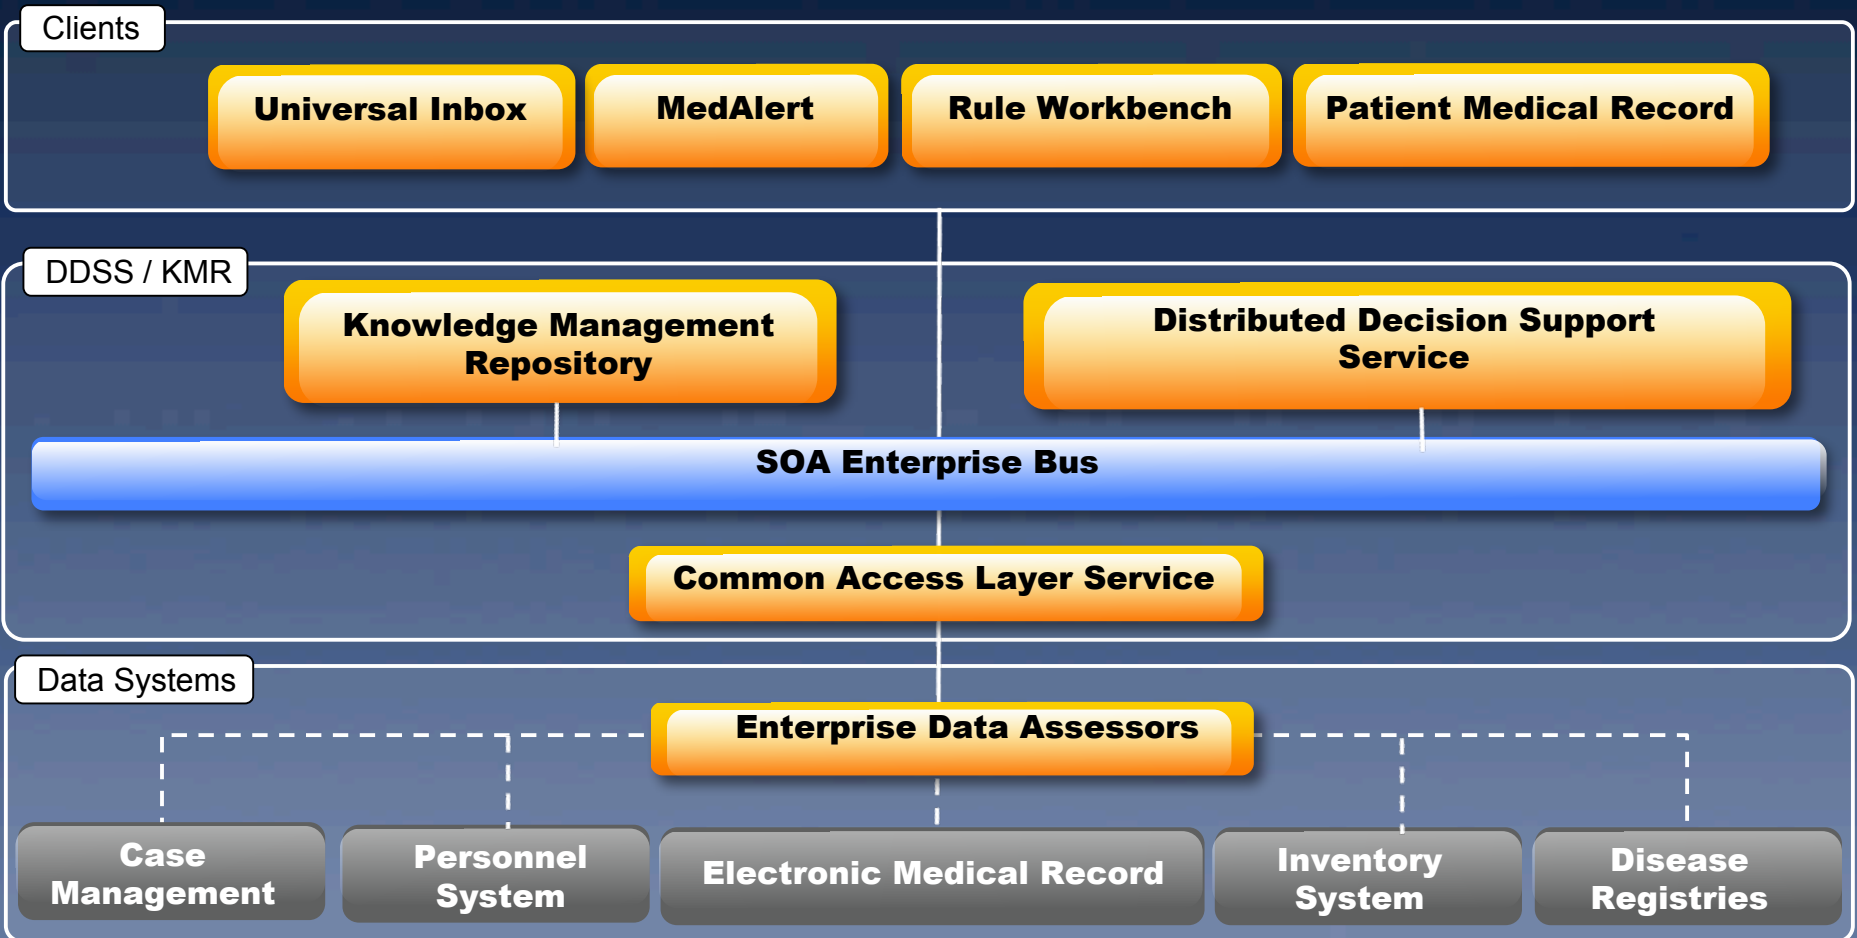 Clients
Universal Inbox
MedAlert
Rule Workbench
Patient Medical Record
DDSS / KMR
Knowledge Management
Repository
Distributed Decision Support
Service
SOA Enterprise Bus
Common Access Layer Service
Data Systems
Enterprise Data Assessors
Case
Management
Personnel
System
Electronic Medical Record
Inventory
System
Disease
Registries